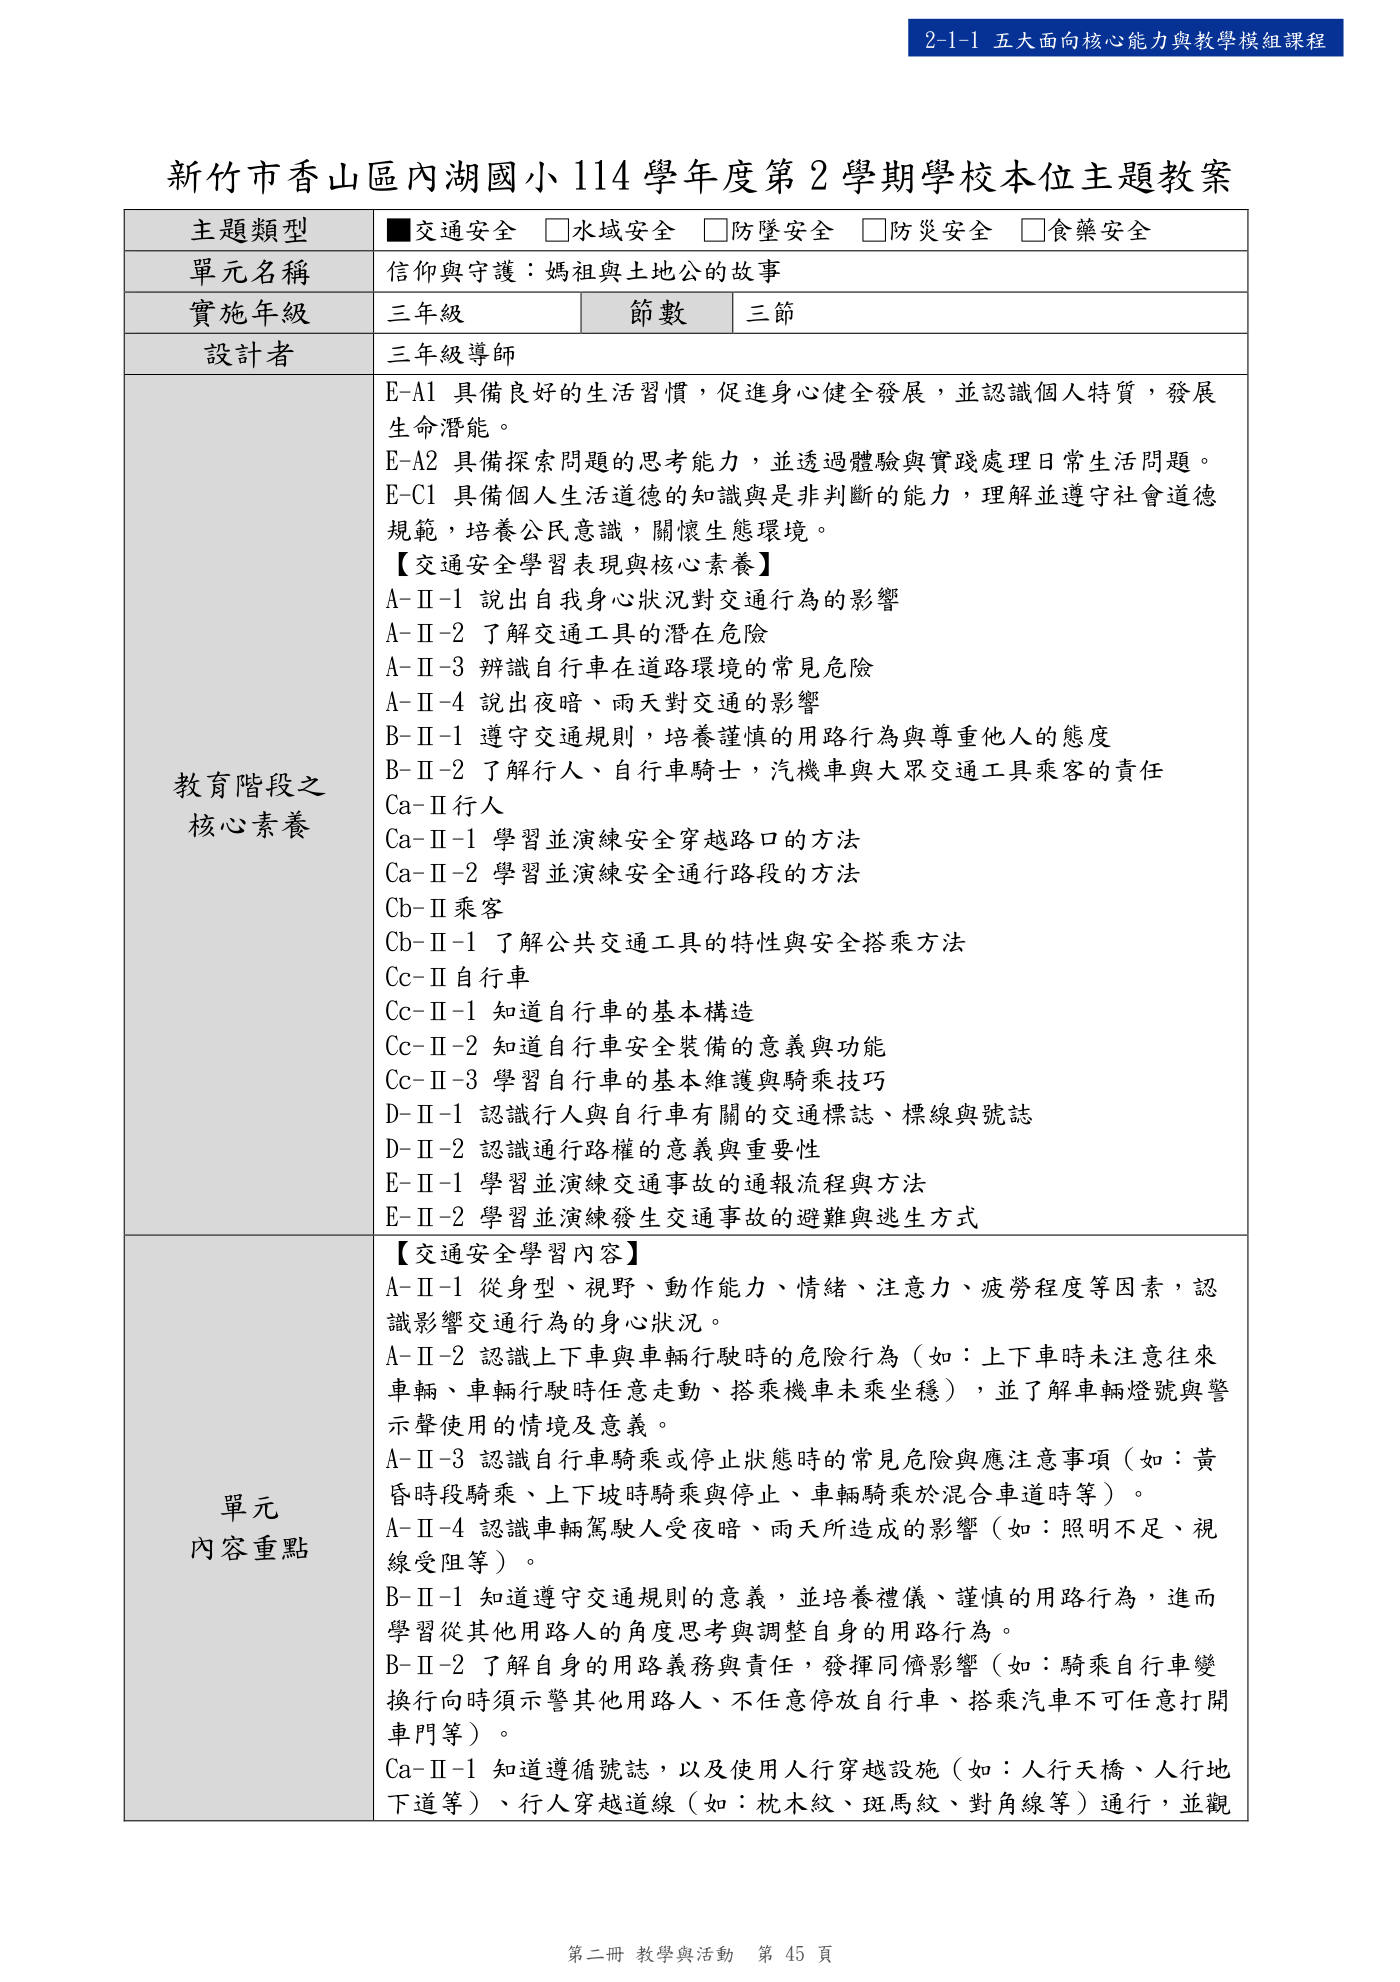 2-1-1 五大面向核心能力與教學模組課程
新竹市香山區內湖國小 114 學年度第 2 學期學校本位主題教案
主題類型 ■交通安全 □水域安全 □防墜安全 □防災安全 □食藥安全
單元名稱 信仰與守護：媽祖與土地公的故事
實施年級 三年級 節數 三節
設計者 三年級導師
教育階段之
核心素養
E-A1 具備良好的生活習慣，促進身心健全發展，並認識個人特質，發展
生命潛能。
E-A2 具備探索問題的思考能力，並透過體驗與實踐處理日常生活問題。
E-C1 具備個人生活道德的知識與是非判斷的能力，理解並遵守社會道德
規範，培養公民意識，關懷生態環境。
【交通安全學習表現與核心素養】
A-Ⅱ-1 說出自我身心狀況對交通行為的影響
A-Ⅱ-2 了解交通工具的潛在危險
A-Ⅱ-3 辨識自行車在道路環境的常見危險
A-Ⅱ-4 說出夜暗、雨天對交通的影響
B-Ⅱ-1 遵守交通規則，培養謹慎的用路行為與尊重他人的態度
B-Ⅱ-2 了解行人、自行車騎士，汽機車與大眾交通工具乘客的責任
Ca-Ⅱ行人
Ca-Ⅱ-1 學習並演練安全穿越路口的方法
Ca-Ⅱ-2 學習並演練安全通行路段的方法
Cb-Ⅱ乘客
Cb-Ⅱ-1 了解公共交通工具的特性與安全搭乘方法
Cc-Ⅱ自行車
Cc-Ⅱ-1 知道自行車的基本構造
Cc-Ⅱ-2 知道自行車安全裝備的意義與功能
Cc-Ⅱ-3 學習自行車的基本維護與騎乘技巧
D-Ⅱ-1 認識行人與自行車有關的交通標誌、標線與號誌
D-Ⅱ-2 認識通行路權的意義與重要性
E-Ⅱ-1 學習並演練交通事故的通報流程與方法
E-Ⅱ-2 學習並演練發生交通事故的避難與逃生方式
單元
內容重點
【交通安全學習內容】
A-Ⅱ-1 從身型、視野、動作能力、情緒、注意力、疲勞程度等因素，認
識影響交通行為的身心狀況。
A-Ⅱ-2 認識上下車與車輛行駛時的危險行為（如：上下車時未注意往來
車輛、車輛行駛時任意走動、搭乘機車未乘坐穩），並了解車輛燈號與警
示聲使用的情境及意義。
A-Ⅱ-3 認識自行車騎乘或停止狀態時的常見危險與應注意事項（如：黃
昏時段騎乘、上下坡時騎乘與停止、車輛騎乘於混合車道時等）。
A-Ⅱ-4 認識車輛駕駛人受夜暗、雨天所造成的影響（如：照明不足、視
線受阻等）。
B-Ⅱ-1 知道遵守交通規則的意義，並培養禮儀、謹慎的用路行為，進而
學習從其他用路人的角度思考與調整自身的用路行為。
B-Ⅱ-2 了解自身的用路義務與責任，發揮同儕影響（如：騎乘自行車變
換行向時須示警其他用路人、不任意停放自行車、搭乘汽車不可任意打開
車門等）。
Ca-Ⅱ-1 知道遵循號誌，以及使用人行穿越設施（如：人行天橋、人行地
下道等）、行人穿越道線（如：枕木紋、斑馬紋、對角線等）通行，並觀
第二冊 教學與活動 第 45 頁